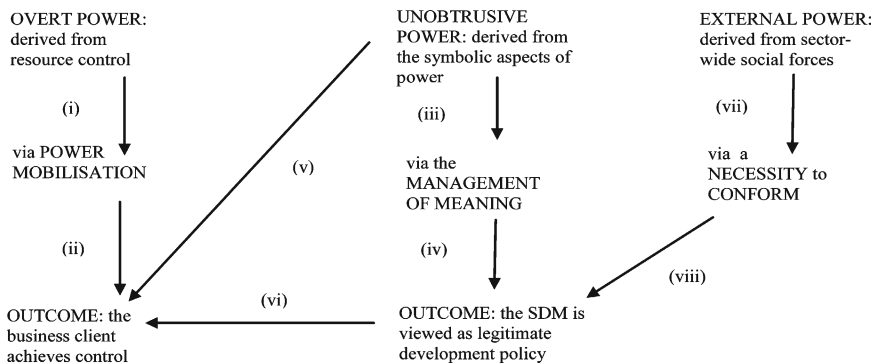 OVERT POWER:
derived from
resource control
UNOBTRUSIVE
POWER: derived from
the symbolic aspects of
power
EXTERNAL POWER:
derived from sector-
wide social forces
(i)
(iii)
(vii)
via POWER
MOBILISATION
(v)
via the
MANAGEMENT
OF MEANING
via a
NECESSITY to
CONFORM
(ii)
(iv)
(viii)
(vi)
OUTCOME: the
business client
achieves control
OUTCOME: the SDM is
viewed as legitimate
development policy